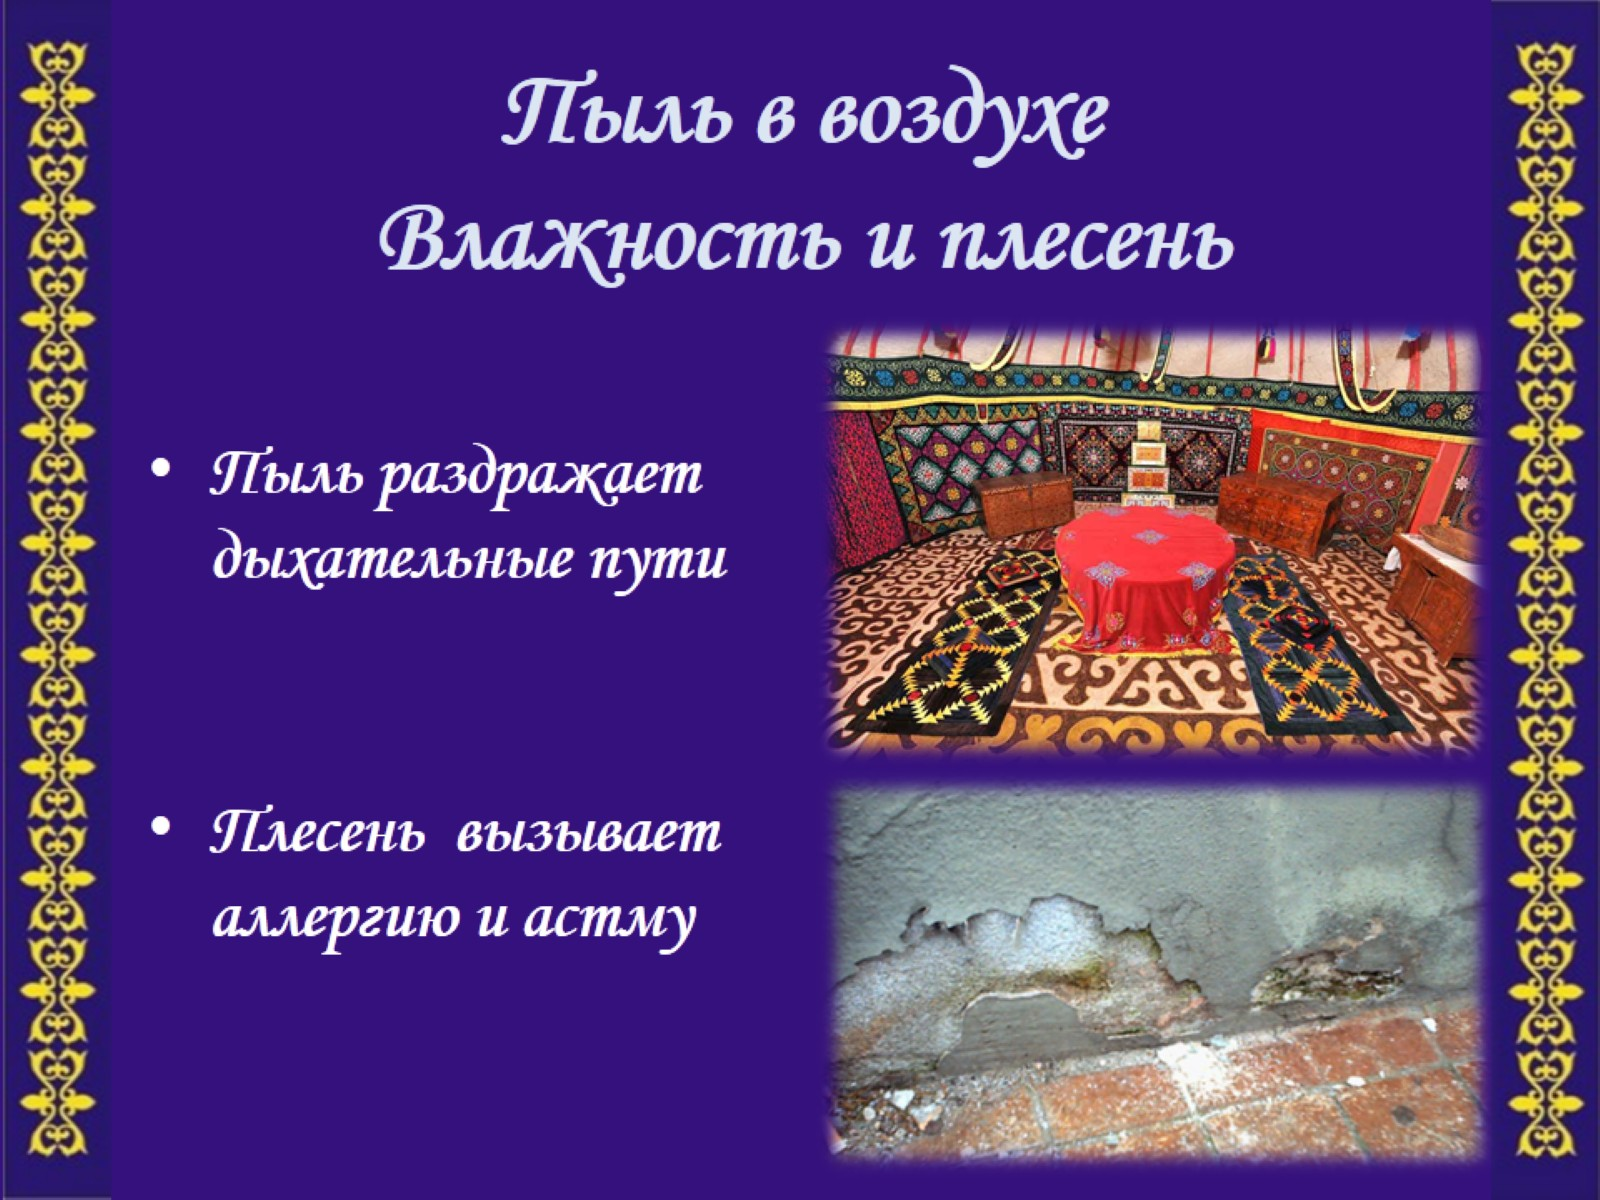 Пыль в воздухе
Влажность и плесень
• Пыль раздражает
дыхательные пути
• Плесень вызывает
аллергию и астму